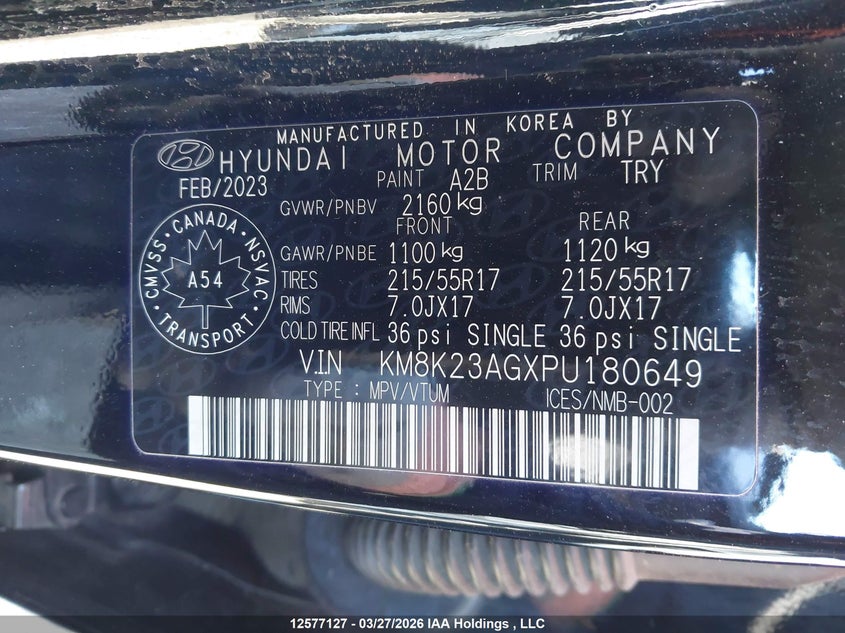 MANUFACTURED IN KOREA BY
HYUNDAI MOTOR COMPANY
FEB/2023 PAINT A2B TRIM TRY
GVWR/PNBV 2160 kg
FRONT REAR
GAWR/PNBE 1100 kg 1120 kg
TIRES 215/55R17 215/55R17
RIMS 7.0JX17 7.0JX17
COLD TIRE INFL 36 psi SINGLE 36 psi SINGLE
V.I.N KM8K23AGXPU180649
TYPE : MPV/VTUM ICES/NMB-002
CMVSS · CANADA · NSVAC · TRANSPORT ·
A54
12577127 - 03/27/2026 IAA Holdings , LLC